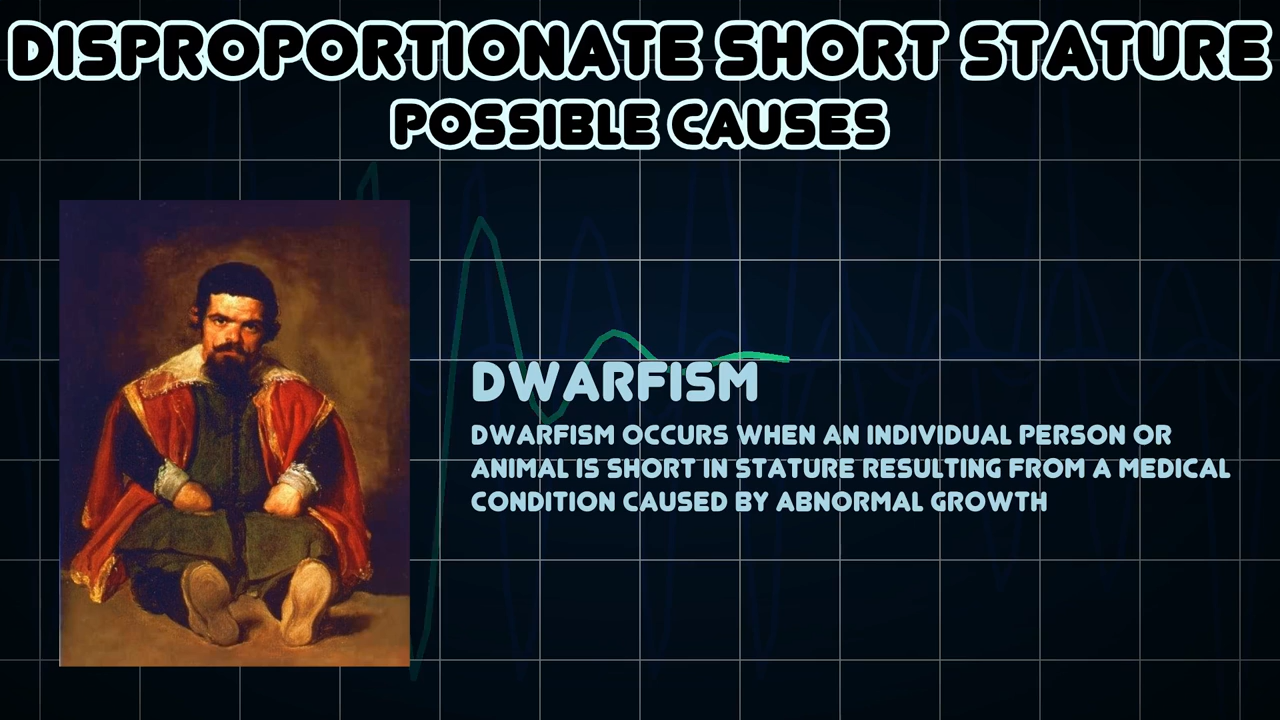 DISPROPORTIONATE SHORT STATURE
POSSIBLE CAUSES
DWARFISM
DWARFISM OCCURS WHEN AN INDIVIDUAL PERSON OR
ANIMAL IS SHORT IN STATURE RESULTING FROM A MEDICAL
CONDITION CAUSED BY ABNORMAL GROWTH